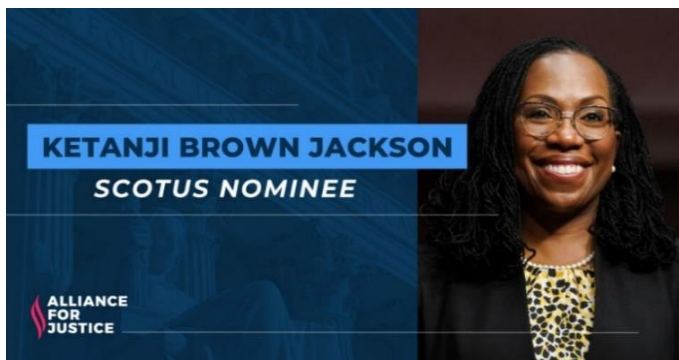 KETANJI BROWN JACKSON
SCOTUS NOMINEE
ALLIANCE
FOR
JUSTICE